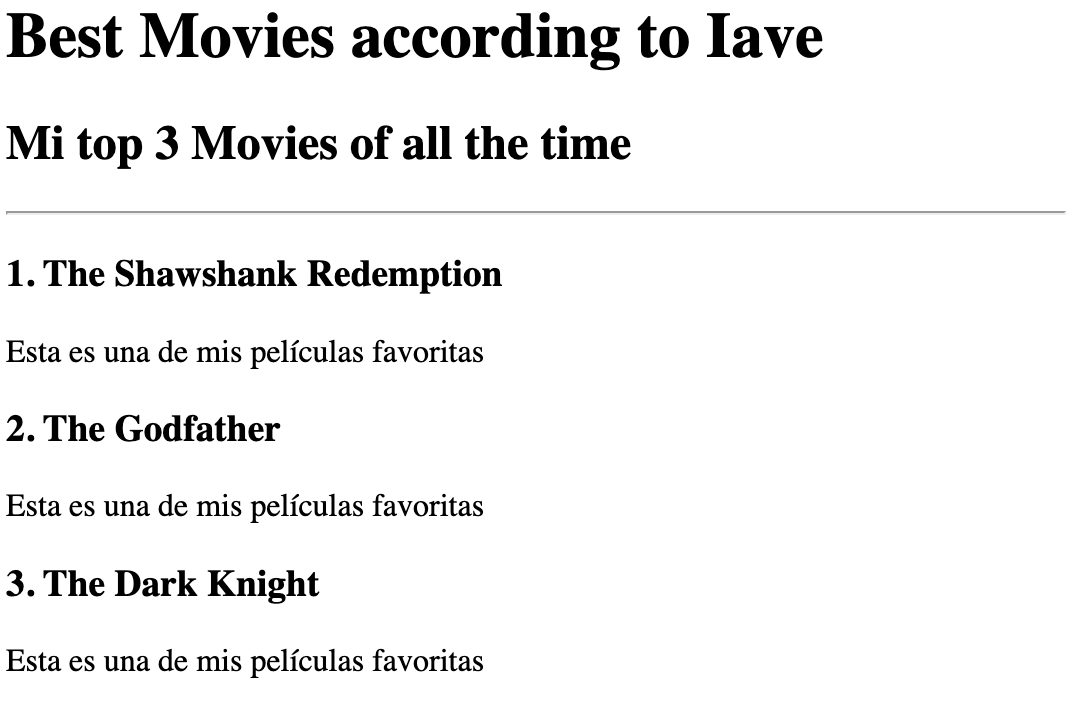 Best Movies according to Iave
Mi top 3 Movies of all the time
1. The Shawshank Redemption
Esta es una de mis películas favoritas
2. The Godfather
Esta es una de mis películas favoritas
3. The Dark Knight
Esta es una de mis películas favoritas